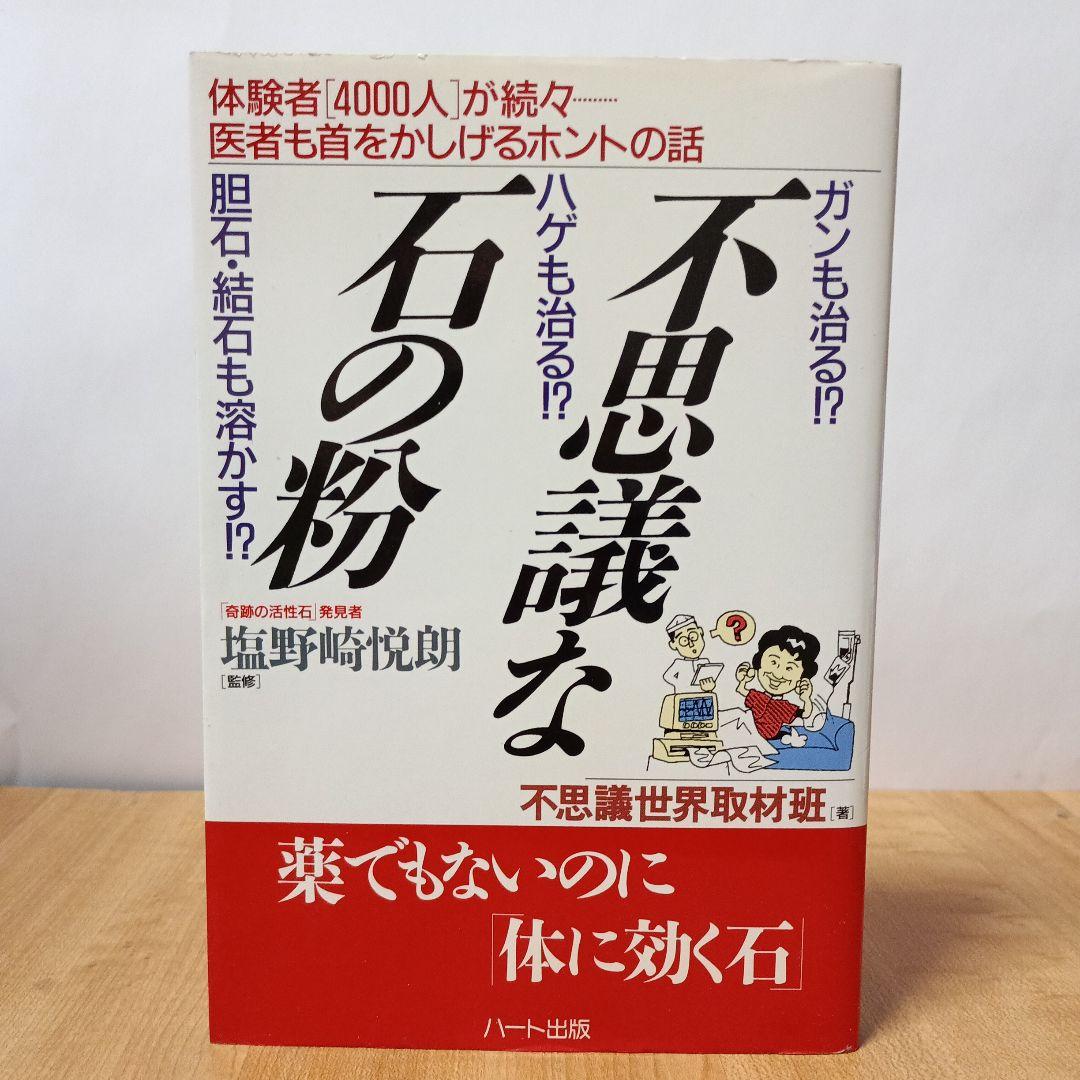 体験者[4000人]が続々………
医者も首をかしげるホントの話
ガンも治る!?
不思議な
ハゲも治る!?
石の粉
胆石・結石も溶かす!?
[奇跡の活性石]発見者
塩野崎悦朗
[監修]
?
不思議世界取材班[著]
薬でもないのに
「体に効く石」
ハート出版